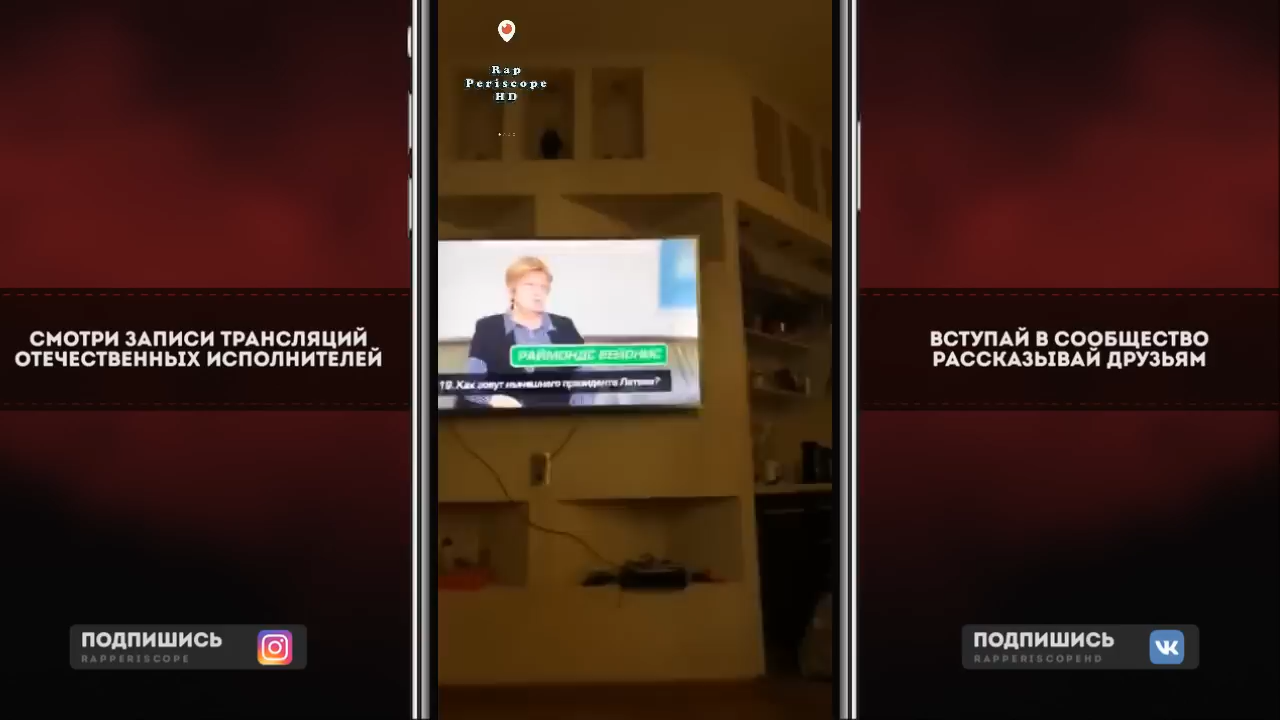 Rap
Periscope
HD
СМОТРИ ЗАПИСИ ТРАНСЛЯЦИЙ
ОТЕЧЕСТВЕННЫХ ИСПОЛНИТЕЛЕЙ
ВСТУПАЙ В СООБЩЕСТВО
РАССКАЗЫВАЙ ДРУЗЬЯМ
РАЙМОНДС ВЕЙОНИС
19. Как зовут нынешнего президента Латвии?
ПОДПИШИСЬ
RAPPERISCOPE
ПОДПИШИСЬ
RAPPERISCOPEHD